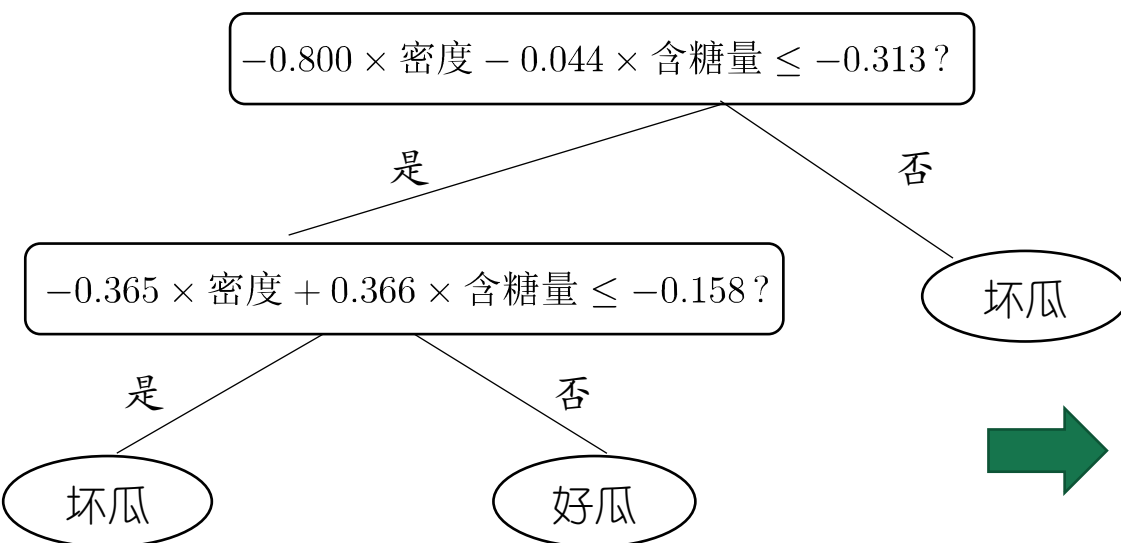 −0.800 × 密度 − 0.044 × 含糖量 ≤ −0.313?
是
否
−0.365 × 密度 + 0.366 × 含糖量 ≤ −0.158?
坏瓜
是
否
坏瓜
好瓜